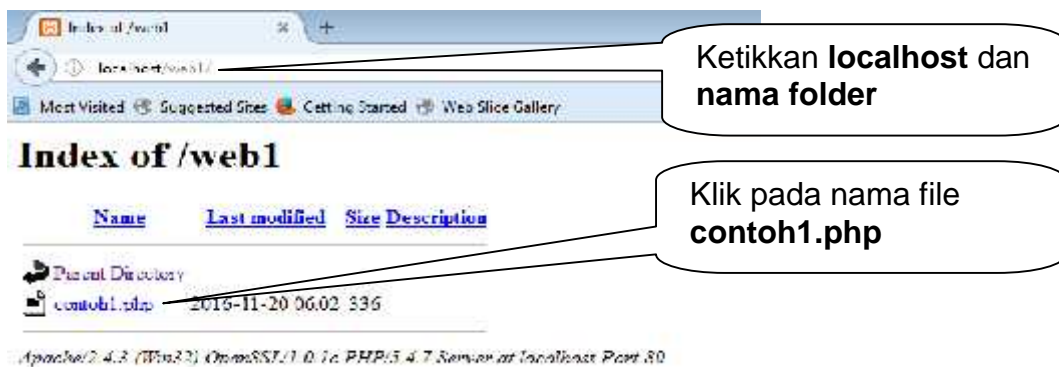 Index of /web1
localhost/web1/
Most Visited Suggested Sites Getting Started Web Slice Gallery
Ketikkan localhost dan
nama folder
Index of /web1
Name Last modified Size Description
Parent Directory
contoh1.php 2016-11-20 06:02 336
Klik pada nama file
contoh1.php
Apache/2.4.3 (Win32) OpenSSL/1.0.1c PHP/5.4.7 Server at localhost Port 80